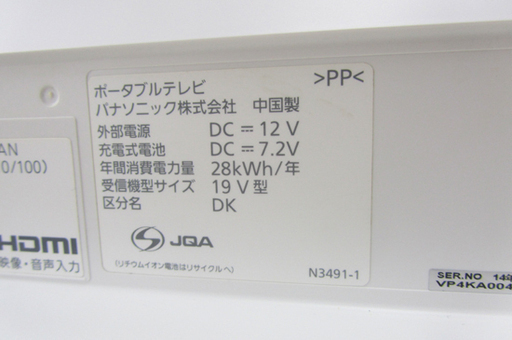 ポータブルテレビ
パナソニック株式会社 中国製
外部電源 DC = 12 V
充電式電池 DC = 7.2V
年間消費電力量 28kWh/年
受信機型サイズ 19 V 型
区分名 DK
JQA
(リチウムイオン電池はリサイクルへ)
N3491-1
>PP<
AN
0/100)
HDMI
映像・音声入力
SER.NO 14年
VP4KA004